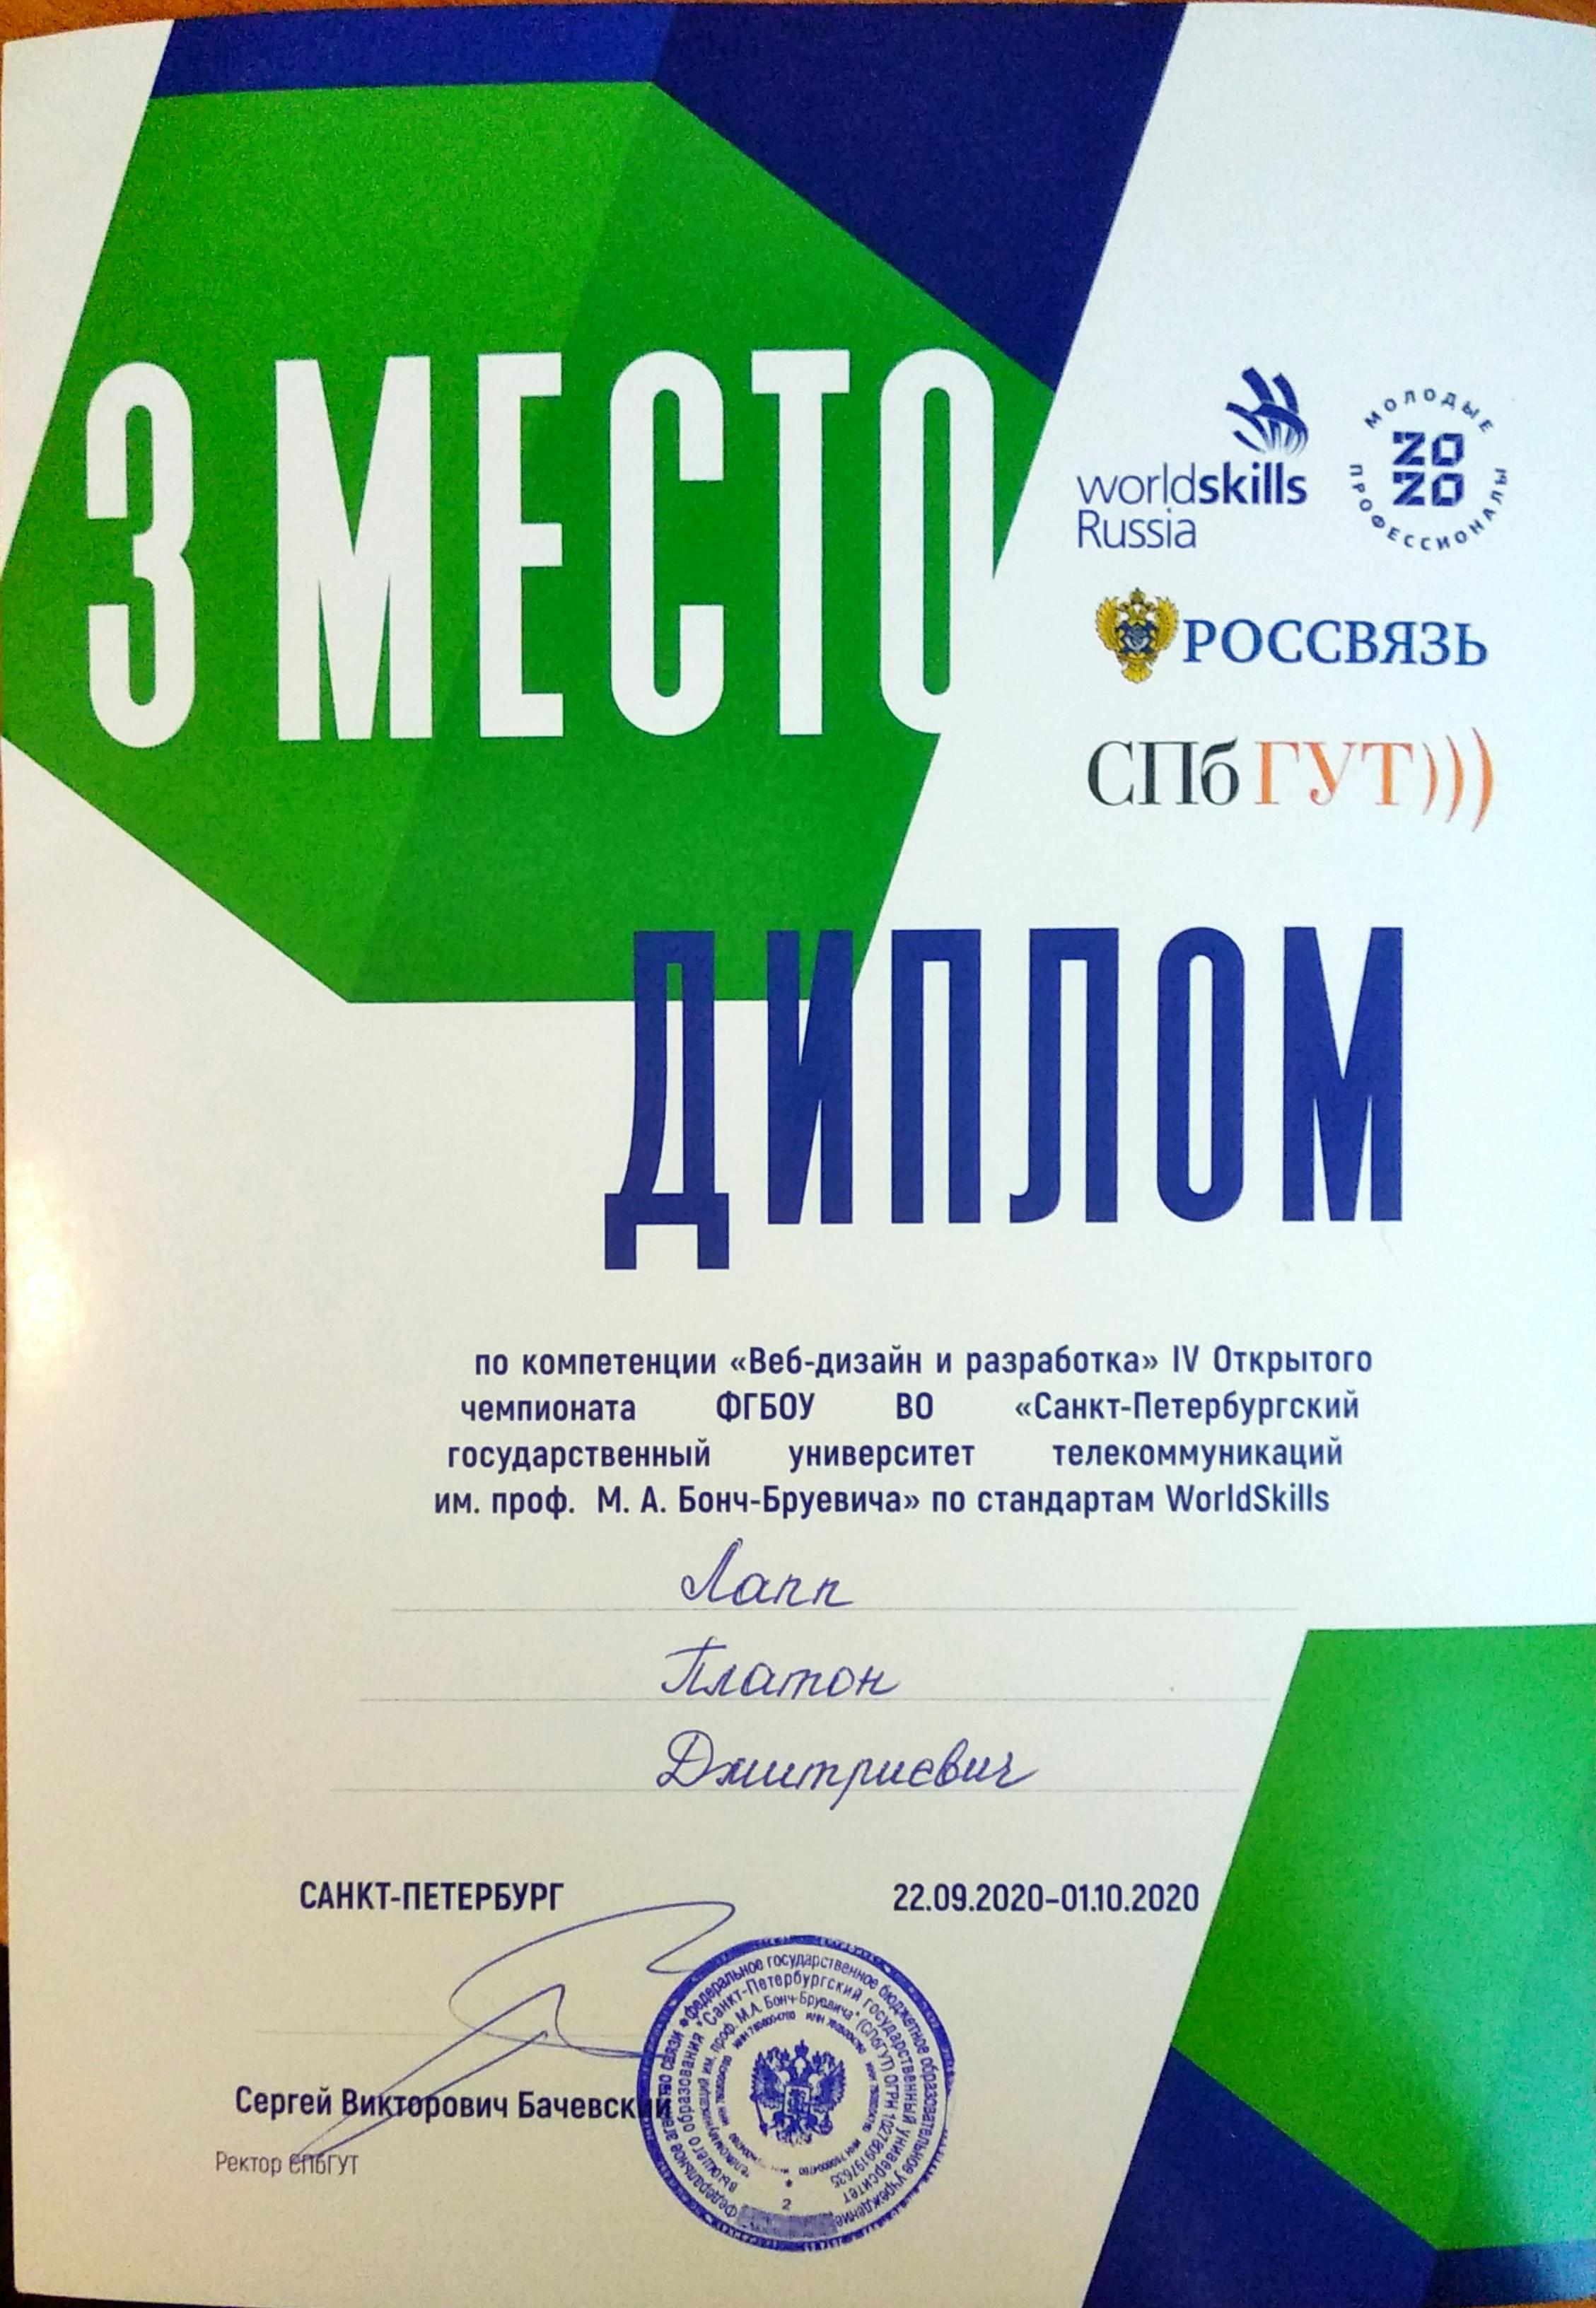 3 МЕСТО
worldskills
Russia
МОЛОДЫЕ
20
20
ПРОФЕССИОНАЛЫ
РОССВЯЗЬ
СПбГУТ)))
ДИПЛОМ
по компетенции «Веб-дизайн и разработка» IV Открытого
чемпионата ФГБОУ ВО «Санкт-Петербургский
государственный университет телекоммуникаций
им. проф. М. А. Бонч-Бруевича» по стандартам WorldSkills
Лапп
Платон
Дмитриевич
САНКТ-ПЕТЕРБУРГ 22.09.2020-01.10.2020
Сергей Викторович Бачевский
Ректор СПбГУТ
Федеральное агентство связи * Федеральное государственное бюджетное образовательное учреждение
высшего образования "Санкт-Петербургский государственный университет
телекоммуникаций им. проф. М.А. Бонч-Бруевича" (СПбГУТ) ОГРН 1027809197635
2